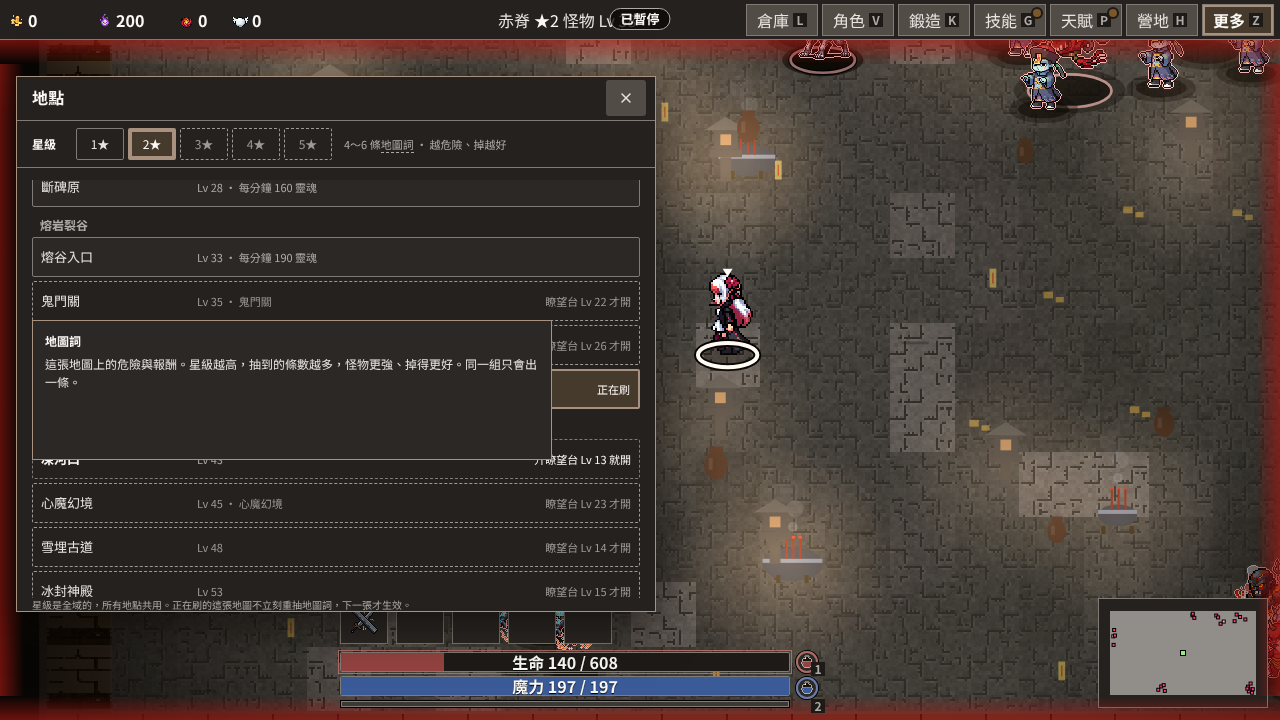 0 200 0 0 赤脊 ★2 怪物 Lv 已暫停 倉庫 L 角色 V 鍛造 K 技能 G 天賦 P 營地 H 更多 Z
地點 ×
星級 1★ 2★ 3★ 4★ 5★ 4～6 條地圖詞 · 越危險、掉越好
斷碑原 Lv 28 · 每分鐘 160 靈魂
熔岩裂谷
熔谷入口 Lv 33 · 每分鐘 190 靈魂
鬼門關 Lv 35 · 鬼門關 瞭望台 Lv 22 才開
地圖詞
瞭望台 Lv 26 才開
這張地圖上的危險與報酬。星級越高，抽到的條數越多，怪物更強、掉得更好。同一組只會出
一條。
正在刷
凍河口 Lv 43 升瞭望台 Lv 13 就開
心魔幻境 Lv 45 · 心魔幻境 瞭望台 Lv 23 才開
雪埋古道 Lv 48 瞭望台 Lv 14 才開
冰封神殿 Lv 53 瞭望台 Lv 15 才開
星級是全域的，所有地點共用。正在刷的這張地圖不立刻重抽地圖詞，下一張才生效。
生命 140 / 608 1
魔力 197 / 197 2